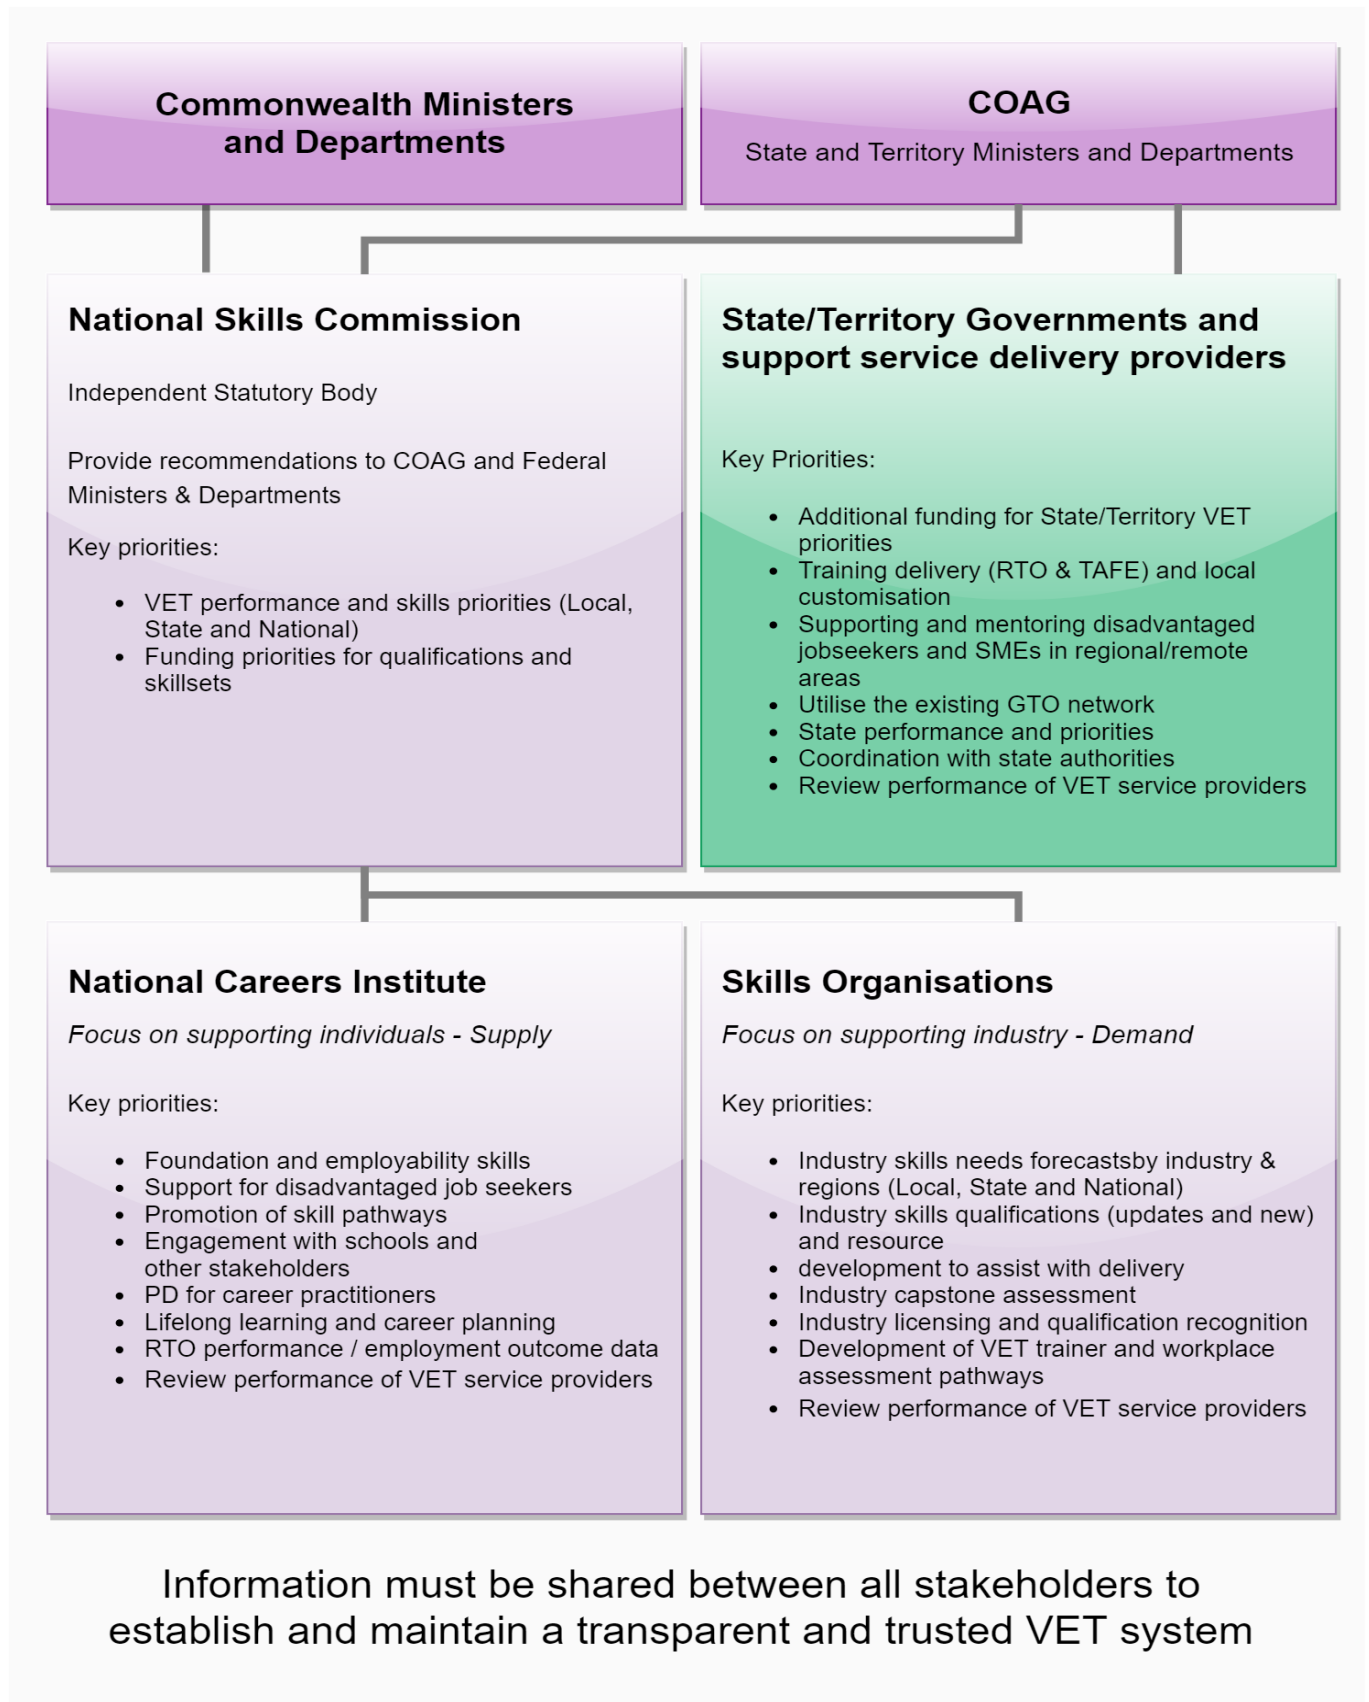 Commonwealth Ministers
and Departments
COAG
State and Territory Ministers and Departments
National Skills Commission
Independent Statutory Body
Provide recommendations to COAG and Federal
Ministers & Departments
Key priorities:
• VET performance and skills priorities (Local,
State and National)
• Funding priorities for qualifications and
skillsets
State/Territory Governments and
support service delivery providers
Key Priorities:
• Additional funding for State/Territory VET
priorities
• Training delivery (RTO & TAFE) and local
customisation
• Supporting and mentoring disadvantaged
jobseekers and SMEs in regional/remote
areas
• Utilise the existing GTO network
• State performance and priorities
• Coordination with state authorities
• Review performance of VET service providers
National Careers Institute
Focus on supporting individuals - Supply
Key priorities:
• Foundation and employability skills
• Support for disadvantaged job seekers
• Promotion of skill pathways
• Engagement with schools and
other stakeholders
• PD for career practitioners
• Lifelong learning and career planning
• RTO performance / employment outcome data
• Review performance of VET service providers
Skills Organisations
Focus on supporting industry - Demand
Key priorities:
• Industry skills needs forecastsby industry &
regions (Local, State and National)
• Industry skills qualifications (updates and new)
and resource
• development to assist with delivery
• Industry capstone assessment
• Industry licensing and qualification recognition
• Development of VET trainer and workplace
assessment pathways
• Review performance of VET service providers
Information must be shared between all stakeholders to
establish and maintain a transparent and trusted VET system